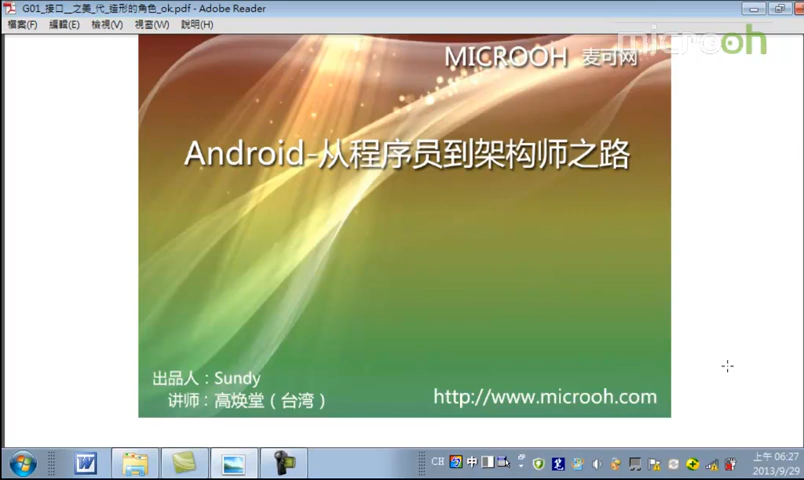 G01_接口__之美_代_造形的角色_ok.pdf - Adobe Reader
檔案(F) 編輯(E) 檢視(V) 視窗(W) 說明(H)
microoh
MICROOH 麦可网
Android-从程序员到架构师之路
出品人：Sundy
讲师：高焕堂（台湾）
http://www.microoh.com
CH 中
上午 06:27
2013/9/29